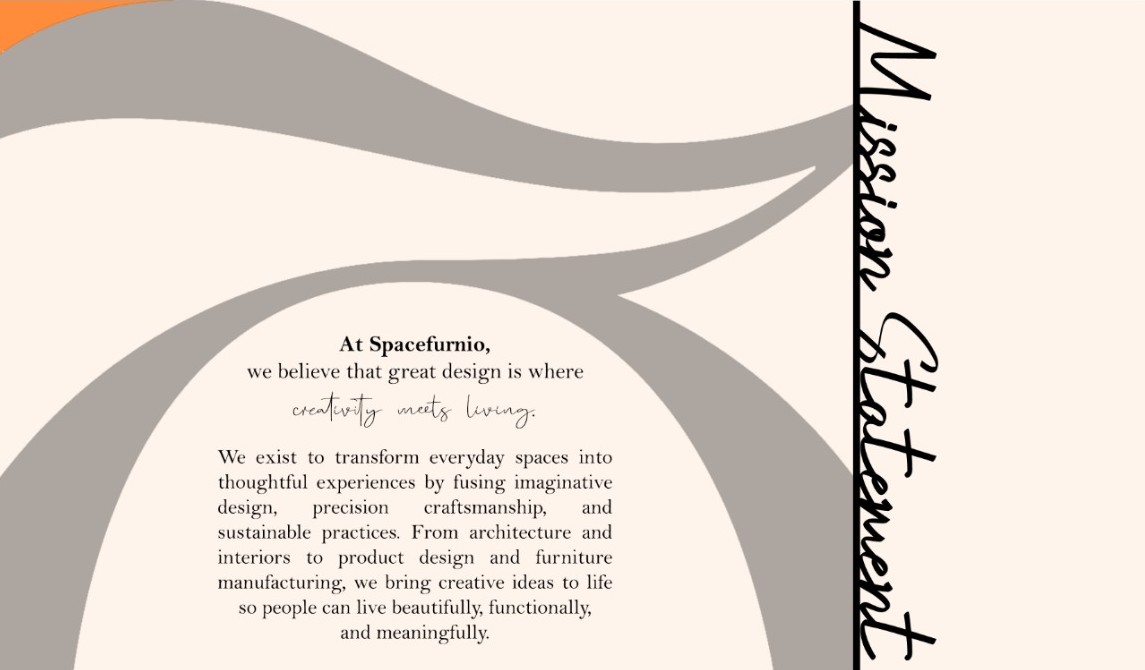 Mission Statement
At Spacefurnio,
we believe that great design is where
creativity meets living.
We exist to transform everyday spaces into
thoughtful experiences by fusing imaginative
design, precision craftsmanship, and
sustainable practices. From architecture and
interiors to product design and furniture
manufacturing, we bring creative ideas to life
so people can live beautifully, functionally,
and meaningfully.